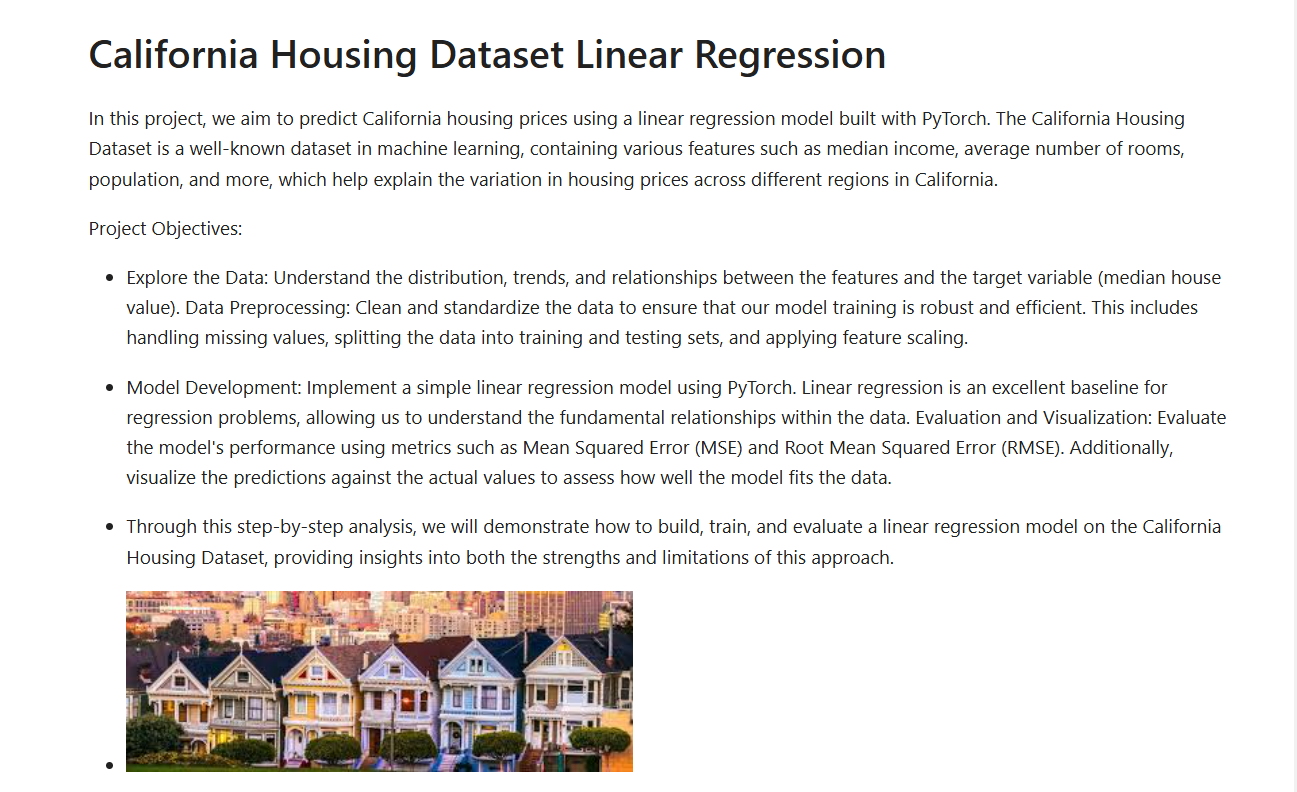 California Housing Dataset Linear Regression
In this project, we aim to predict California housing prices using a linear regression model built with PyTorch. The California Housing
Dataset is a well-known dataset in machine learning, containing various features such as median income, average number of rooms,
population, and more, which help explain the variation in housing prices across different regions in California.
Project Objectives:
• Explore the Data: Understand the distribution, trends, and relationships between the features and the target variable (median house
value). Data Preprocessing: Clean and standardize the data to ensure that our model training is robust and efficient. This includes
handling missing values, splitting the data into training and testing sets, and applying feature scaling.
• Model Development: Implement a simple linear regression model using PyTorch. Linear regression is an excellent baseline for
regression problems, allowing us to understand the fundamental relationships within the data. Evaluation and Visualization: Evaluate
the model's performance using metrics such as Mean Squared Error (MSE) and Root Mean Squared Error (RMSE). Additionally,
visualize the predictions against the actual values to assess how well the model fits the data.
• Through this step-by-step analysis, we will demonstrate how to build, train, and evaluate a linear regression model on the California
Housing Dataset, providing insights into both the strengths and limitations of this approach.